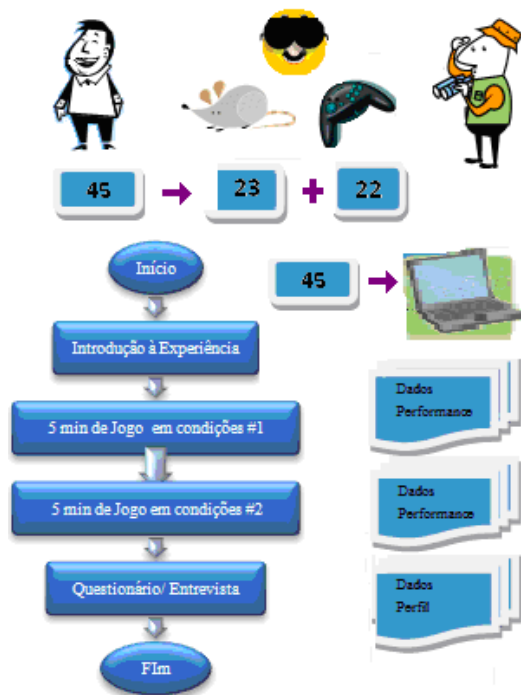 45 → 23 + 22
Início
45 →
Introdução à Experiência
5 min de Jogo em condições #1
5 min de Jogo em condições #2
Questionário/ Entrevista
FIm
Dados
Performance
Dados
Performance
Dados
Perfil